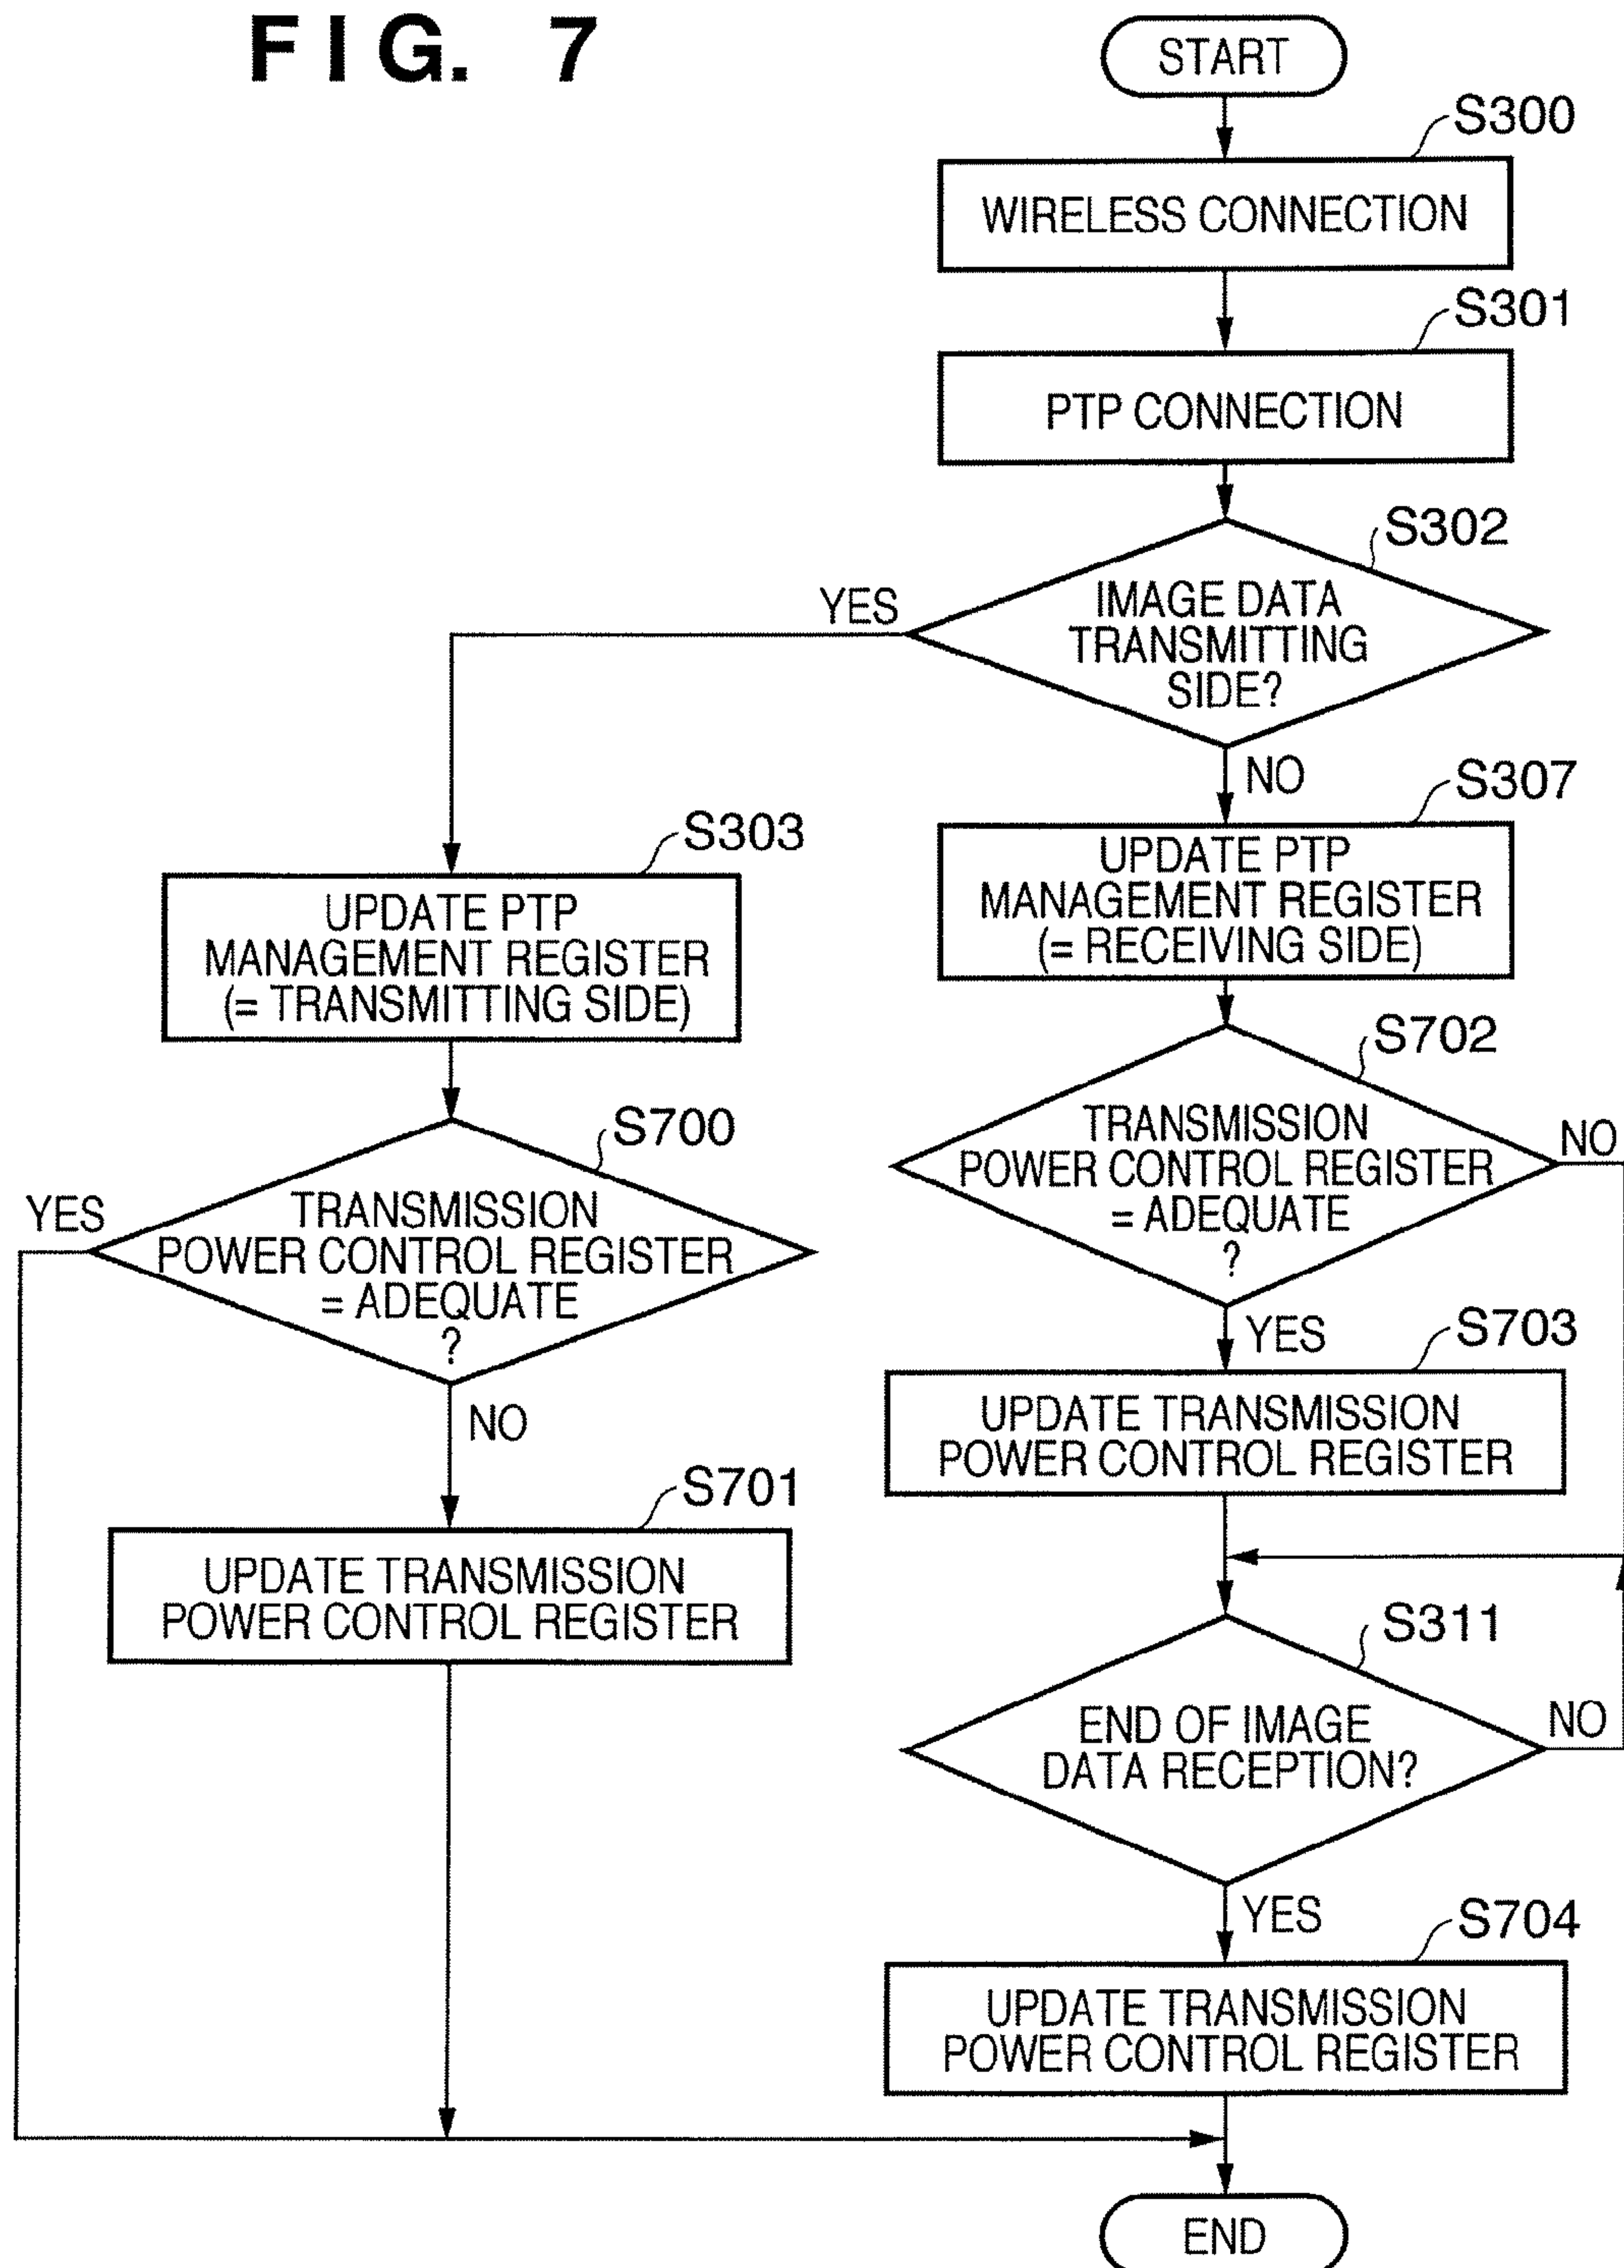 FIG. 7
START
S300
WIRELESS CONNECTION
S301
PTP CONNECTION
S302
IMAGE DATA
TRANSMITTING
SIDE?
YES
NO
S303
UPDATE PTP
MANAGEMENT REGISTER
(= TRANSMITTING SIDE)
S700
TRANSMISSION
POWER CONTROL REGISTER
= ADEQUATE
?
YES
NO
S701
UPDATE TRANSMISSION
POWER CONTROL REGISTER
S307
UPDATE PTP
MANAGEMENT REGISTER
(= RECEIVING SIDE)
S702
TRANSMISSION
POWER CONTROL REGISTER
= ADEQUATE
?
NO
YES
S703
UPDATE TRANSMISSION
POWER CONTROL REGISTER
S311
END OF IMAGE
DATA RECEPTION?
NO
YES
S704
UPDATE TRANSMISSION
POWER CONTROL REGISTER
END